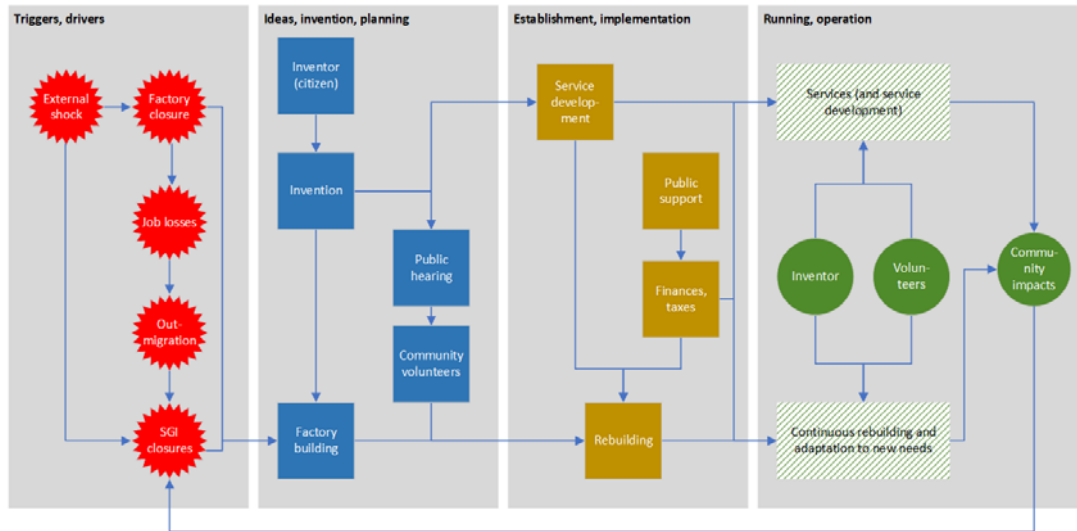 Triggers, drivers
External
shock
Factory
closure
Job losses
Out-
migration
SGI
closures
Ideas, invention, planning
Inventor
(citizen)
Invention
Public
hearing
Community
volunteers
Factory
building
Establishment, implementation
Service
develop-
ment
Public
support
Finances,
taxes
Rebuilding
Running, operation
Services (and service
development)
Inventor
Volun-
teers
Commu-
nity
impacts
Continuous rebuilding and
adaptation to new needs